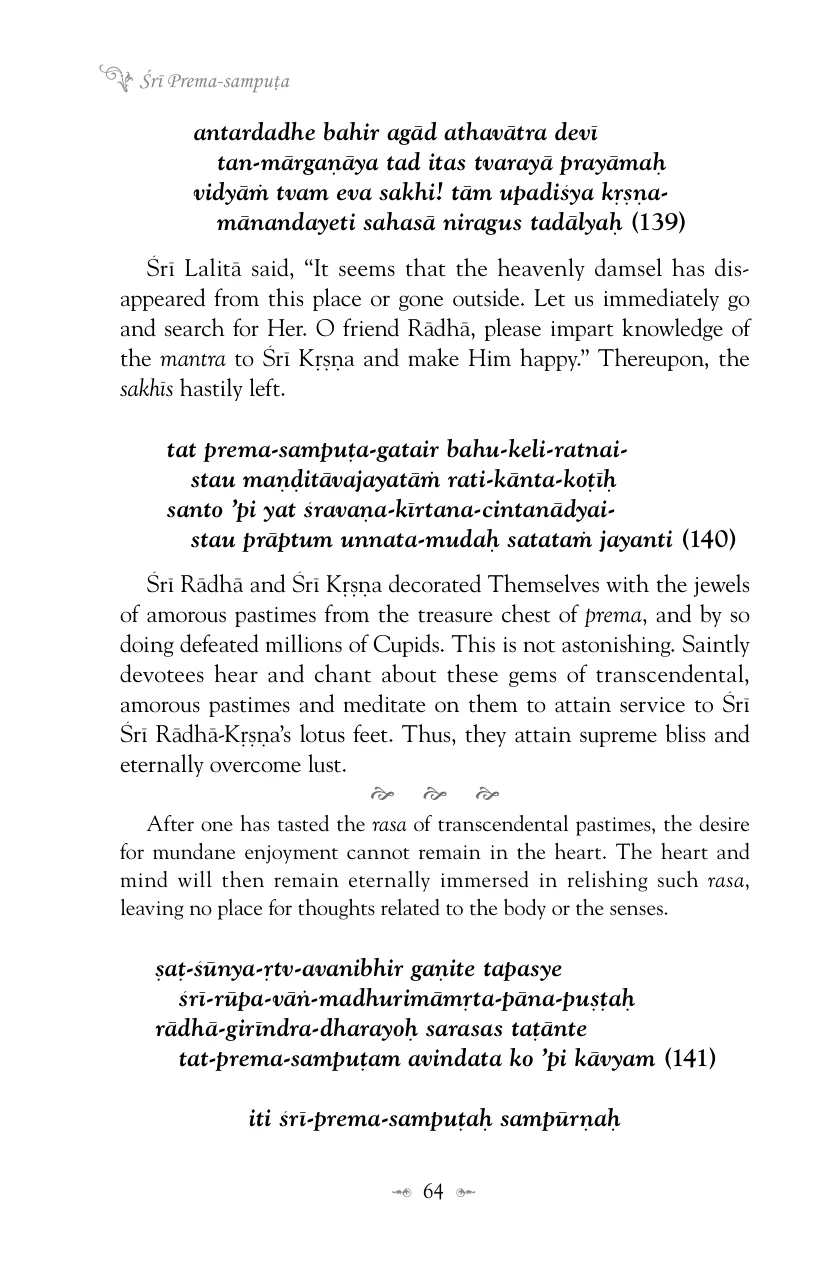 Śrī Prema-sampuṭa
antardadhe bahir agād athavātra devī
tan-mārgaṇāya tad itas tvarayā prayāmaḥ
vidyāṁ tvam eva sakhi! tām upadiśya kṛṣṇa-
mānandayeti sahasā niragus tadālyaḥ (139)
Śrī Lalitā said, “It seems that the heavenly damsel has dis-
appeared from this place or gone outside. Let us immediately go
and search for Her. O friend Rādhā, please impart knowledge of
the mantra to Śrī Kṛṣṇa and make Him happy.” Thereupon, the
sakhīs hastily left.
tat prema-sampuṭa-gatair bahu-keli-ratnai-
stau maṇḍitāvajayatāṁ rati-kānta-koṭīḥ
santo ’pi yat śravaṇa-kīrtana-cintanādyai-
stau prāptum unnata-mudaḥ satataṁ jayanti (140)
Śrī Rādhā and Śrī Kṛṣṇa decorated Themselves with the jewels
of amorous pastimes from the treasure chest of prema, and by so
doing defeated millions of Cupids. This is not astonishing. Saintly
devotees hear and chant about these gems of transcendental,
amorous pastimes and meditate on them to attain service to Śrī
Śrī Rādhā-Kṛṣṇa’s lotus feet. Thus, they attain supreme bliss and
eternally overcome lust.
After one has tasted the rasa of transcendental pastimes, the desire
for mundane enjoyment cannot remain in the heart. The heart and
mind will then remain eternally immersed in relishing such rasa,
leaving no place for thoughts related to the body or the senses.
ṣaṭ-śūnya-ṛtv-avanibhir gaṇite tapasye
śrī-rūpa-vāṅ-madhurimāmṛta-pāna-puṣṭaḥ
rādhā-girīndra-dharayoḥ sarasas taṭānte
tat-prema-sampuṭam avindata ko ’pi kāvyam (141)
iti śrī-prema-sampuṭaḥ sampūrṇaḥ
64